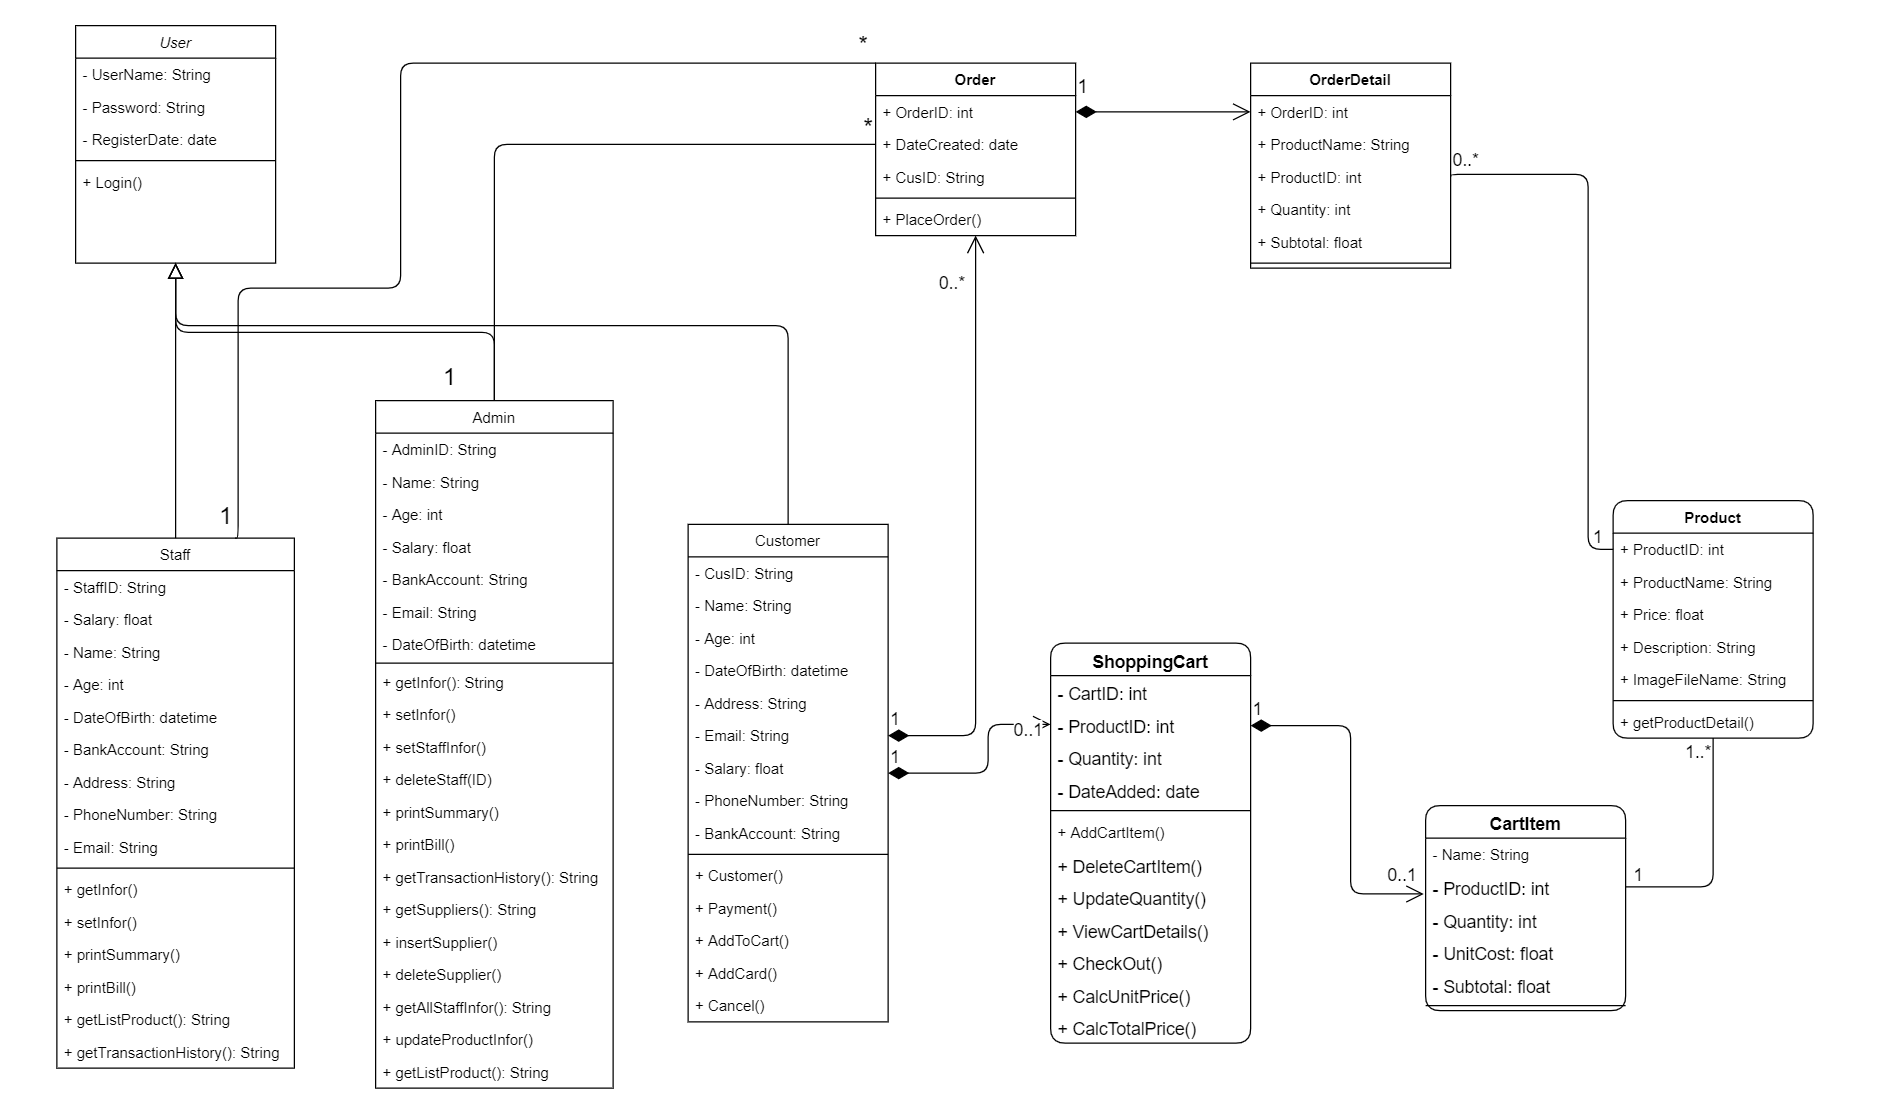 User
- UserName: String
- Password: String
- RegisterDate: date
+ Login()
*
*
Order
+ OrderID: int
+ DateCreated: date
+ CusID: String
+ PlaceOrder()
1
0..*
OrderDetail
+ OrderID: int
+ ProductName: String
+ ProductID: int
+ Quantity: int
+ Subtotal: float
0..*
1
Staff
- StaffID: String
- Salary: float
- Name: String
- Age: int
- DateOfBirth: datetime
- BankAccount: String
- Address: String
- PhoneNumber: String
- Email: String
+ getInfor()
+ setInfor()
+ printSummary()
+ printBill()
+ getListProduct(): String
+ getTransactionHistory(): String
1
Admin
- AdminID: String
- Name: String
- Age: int
- Salary: float
- BankAccount: String
- Email: String
- DateOfBirth: datetime
+ getInfor(): String
+ setInfor()
+ setStaffInfor()
+ deleteStaff(ID)
+ printSummary()
+ printBill()
+ getTransactionHistory(): String
+ getSuppliers(): String
+ insertSupplier()
+ deleteSupplier()
+ getAllStaffInfor(): String
+ updateProductInfor()
+ getListProduct(): String
Customer
- CusID: String
- Name: String
- Age: int
- DateOfBirth: datetime
- Address: String
- Email: String
- Salary: float
- PhoneNumber: String
- BankAccount: String
+ Customer()
+ Payment()
+ AddToCart()
+ AddCard()
+ Cancel()
1
1
0..1
ShoppingCart
- CartID: int
- ProductID: int
- Quantity: int
- DateAdded: date
+ AddCartItem()
+ DeleteCartItem()
+ UpdateQuantity()
+ ViewCartDetails()
+ CheckOut()
+ CalcUnitPrice()
+ CalcTotalPrice()
1
0..1
CartItem
- Name: String
- ProductID: int
- Quantity: int
- UnitCost: float
- Subtotal: float
1
1
Product
+ ProductID: int
+ ProductName: String
+ Price: float
+ Description: String
+ ImageFileName: String
+ getProductDetail()
1..*